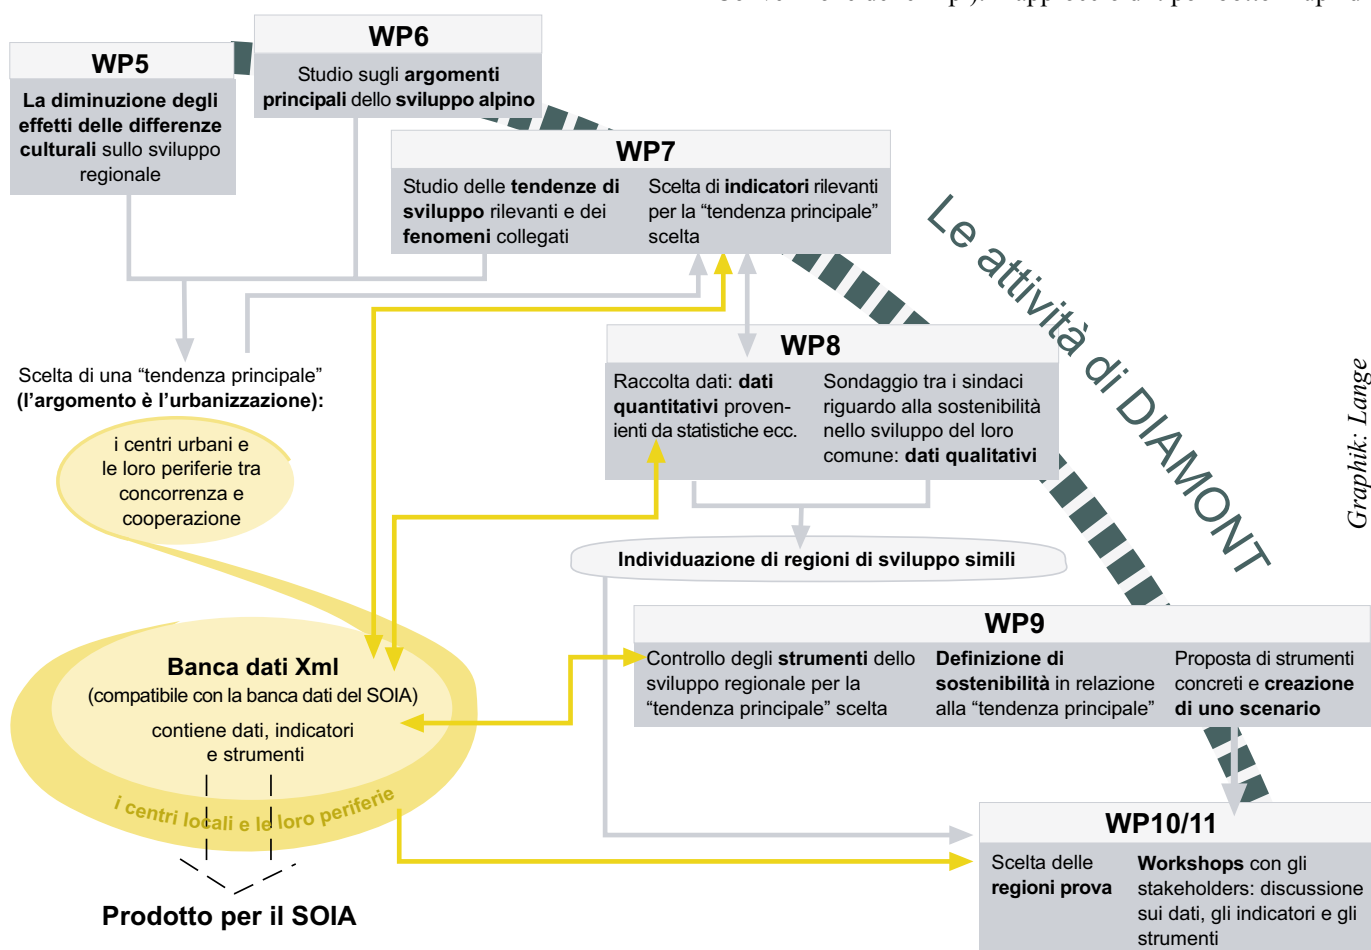 WP5
La diminuzione degli
effetti delle differenze
culturali sullo sviluppo
regionale
WP6
Studio sugli argomenti
principali dello sviluppo alpino
WP7
Studio delle tendenze di
sviluppo rilevanti e dei
fenomeni collegati
Scelta di indicatori rilevanti
per la “tendenza principale”
scelta
Le attività di DIAMONT
Graphik: Lange
WP8
Raccolta dati: dati
quantitativi proven-
ienti da statistiche ecc.
Sondaggio tra i sindaci
riguardo alla sostenibilità
nello sviluppo del loro
comune: dati qualitativi
Scelta di una “tendenza principale”
(l’argomento è l’urbanizzazione):
i centri urbani e
le loro periferie tra
concorrenza e
cooperazione
Individuazione di regioni di sviluppo simili
WP9
Controllo degli strumenti dello
sviluppo regionale per la
“tendenza principale” scelta
Definizione di
sostenibilità in relazione
alla “tendenza principale”
Proposta di strumenti
concreti e creazione
di uno scenario
Banca dati Xml
(compatibile con la banca dati del SOIA)
contiene dati, indicatori
e strumenti
i centri locali e le loro periferie
Prodotto per il SOIA
WP10/11
Scelta delle
regioni prova
Workshops con gli
stakeholders: discussione
sui dati, gli indicatori e gli
strumenti